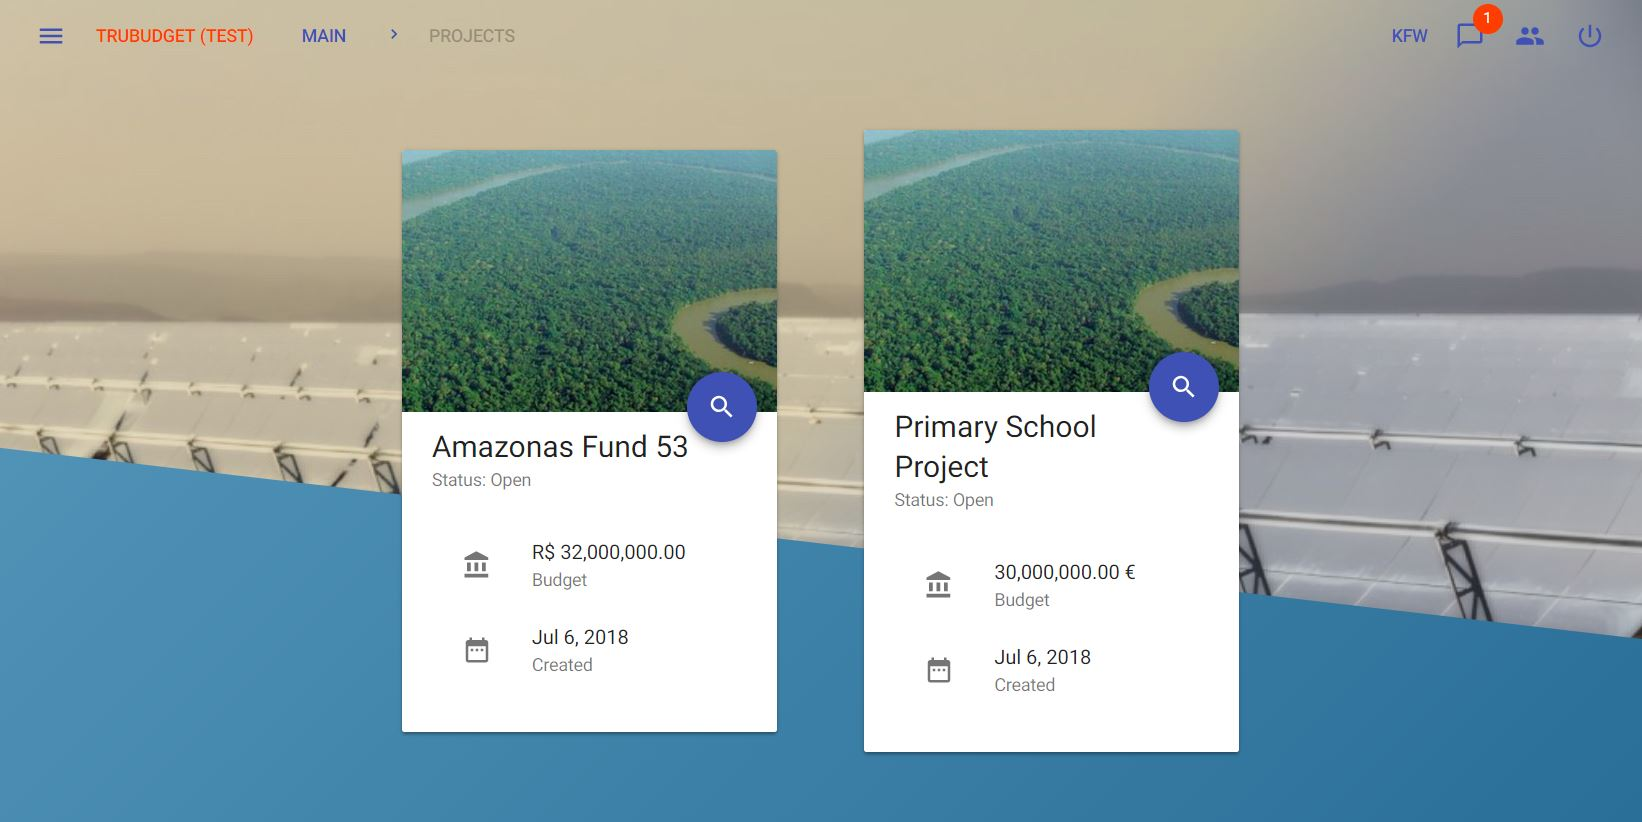 TRUBUDGET (TEST) MAIN > PROJECTS KFW 1
Amazonas Fund 53
Status: Open
R$ 32,000,000.00
Budget
Jul 6, 2018
Created
Primary School
Project
Status: Open
30,000,000.00 €
Budget
Jul 6, 2018
Created